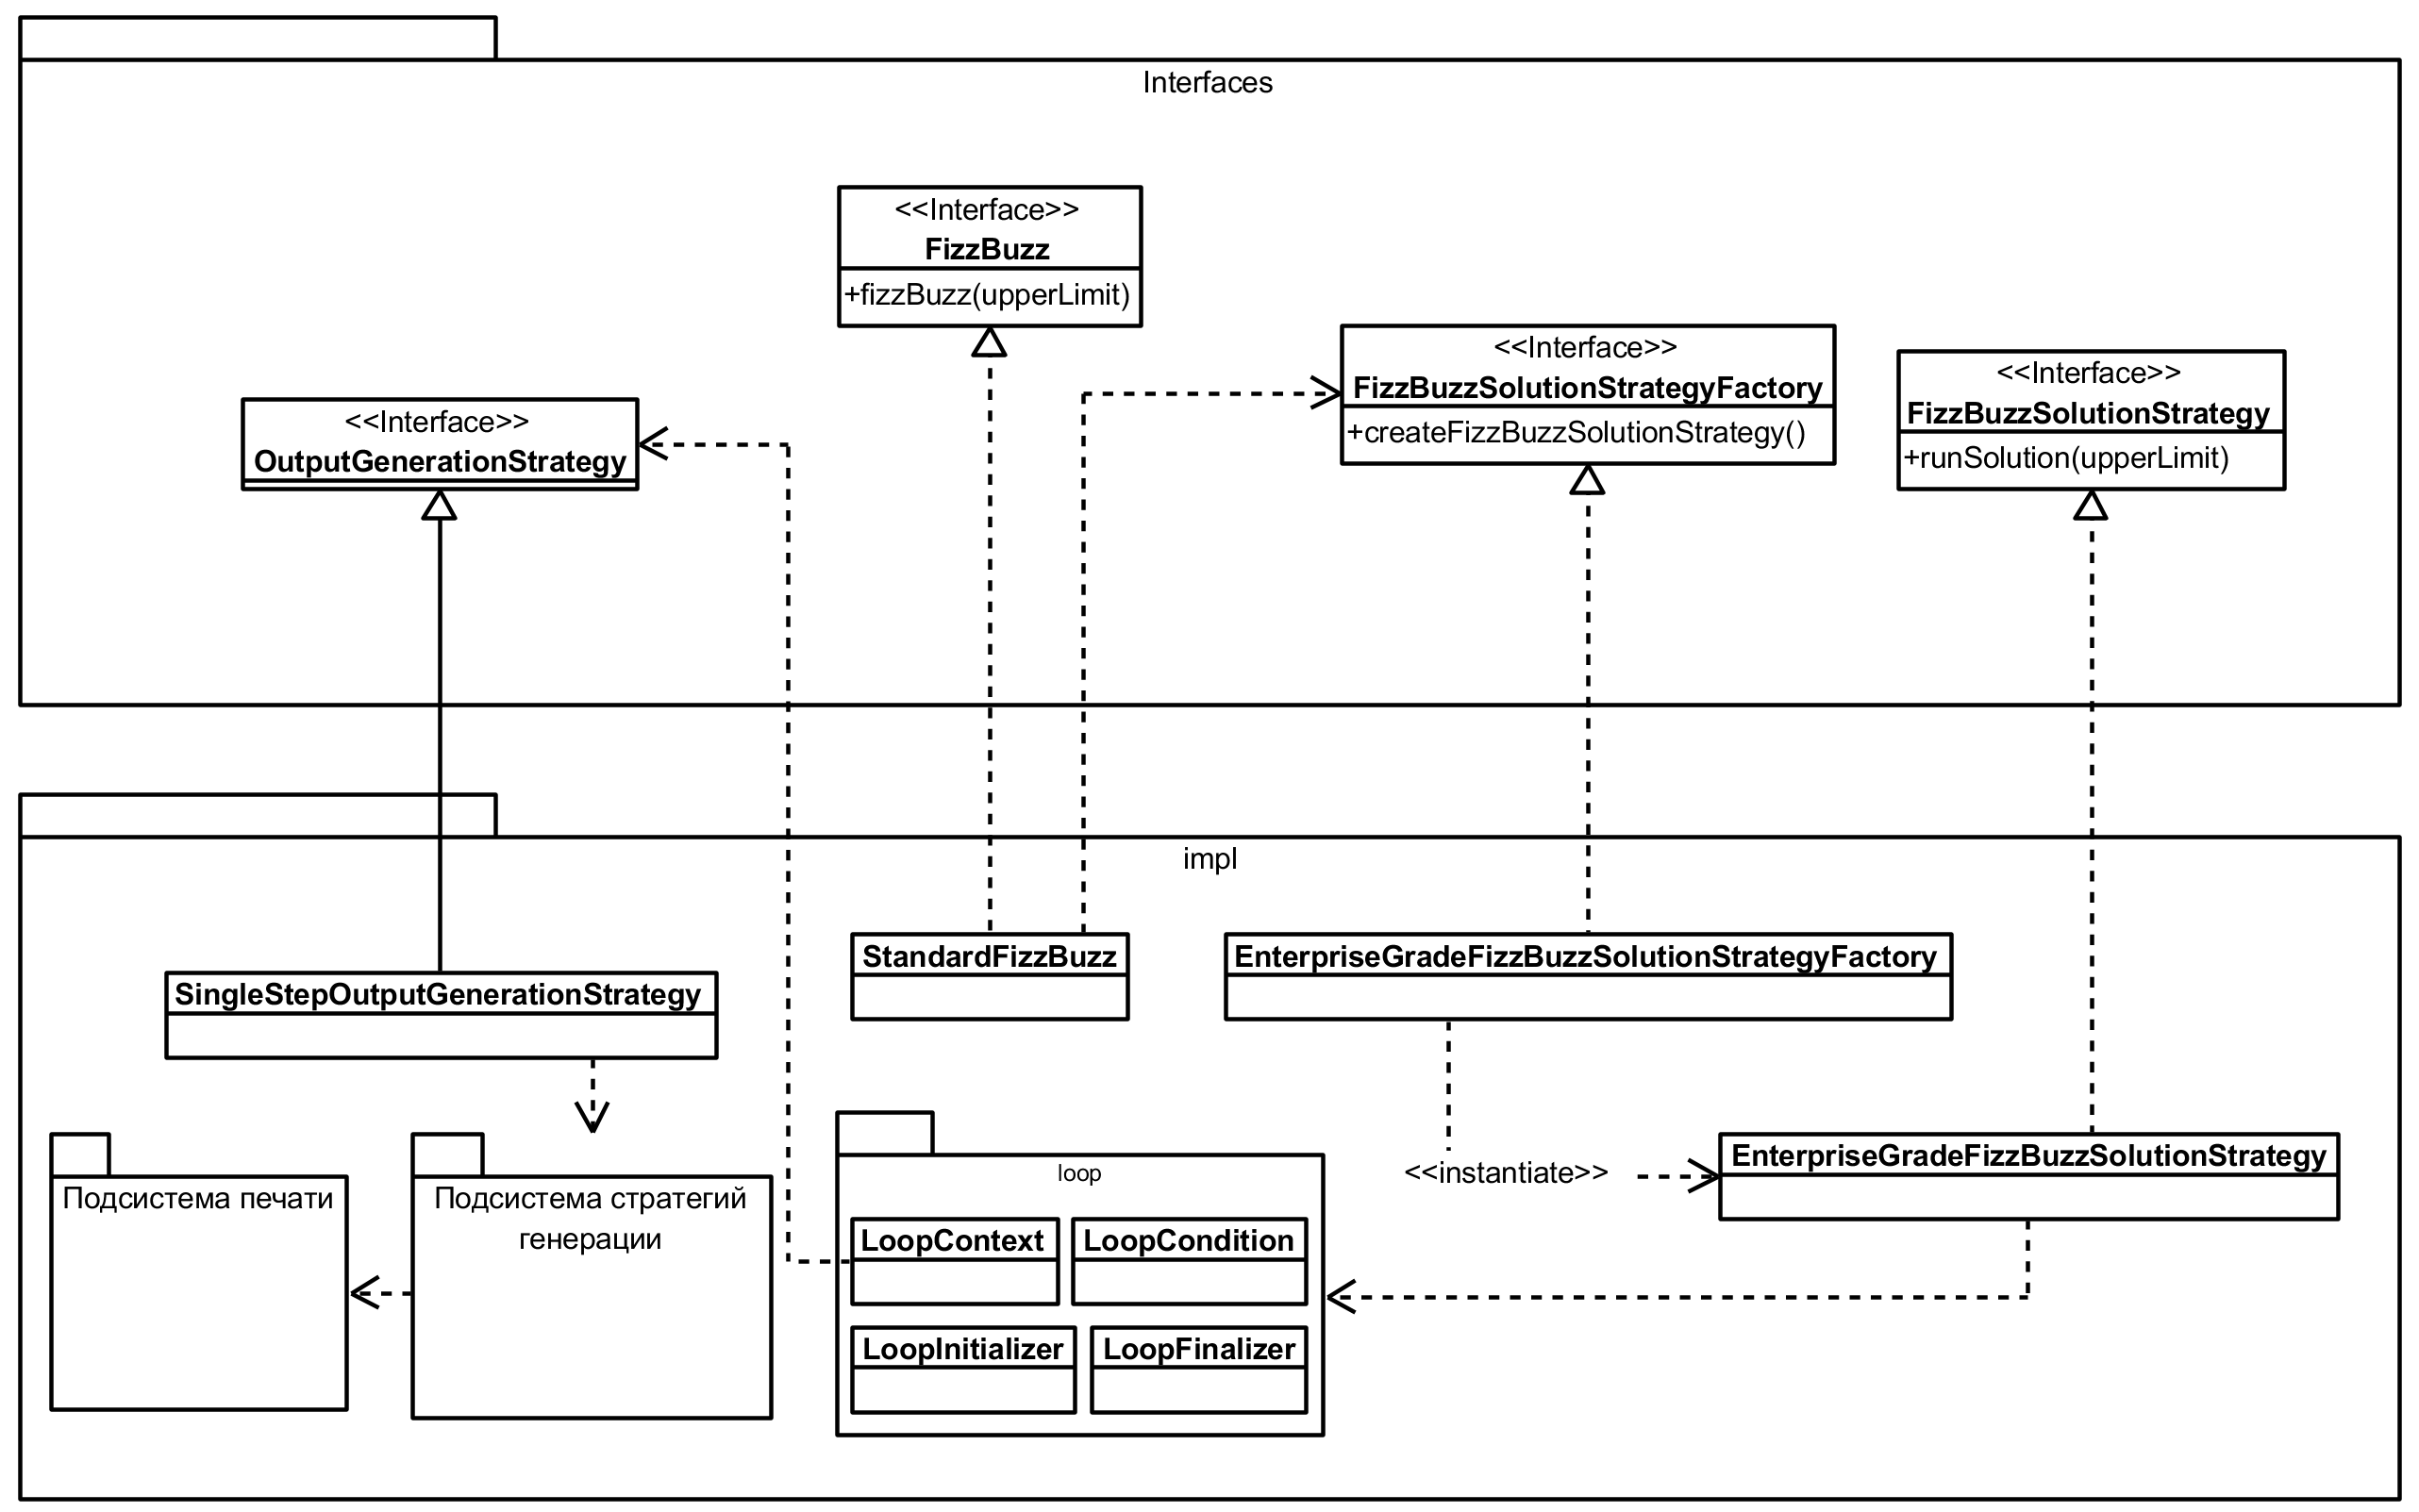 Interfaces
<<Interface>>
FizzBuzz
+fizzBuzz(upperLimit)
<<Interface>>
FizzBuzzSolutionStrategyFactory
+createFizzBuzzSolutionStrategy()
<<Interface>>
FizzBuzzSolutionStrategy
+runSolution(upperLimit)
<<Interface>>
OutputGenerationStrategy
impl
StandardFizzBuzz
EnterpriseGradeFizzBuzzSolutionStrategyFactory
SingleStepOutputGenerationStrategy
<<instantiate>>
EnterpriseGradeFizzBuzzSolutionStrategy
Подсистема печати
Подсистема стратегий
генерации
loop
LoopContext
LoopCondition
LoopInitializer
LoopFinalizer